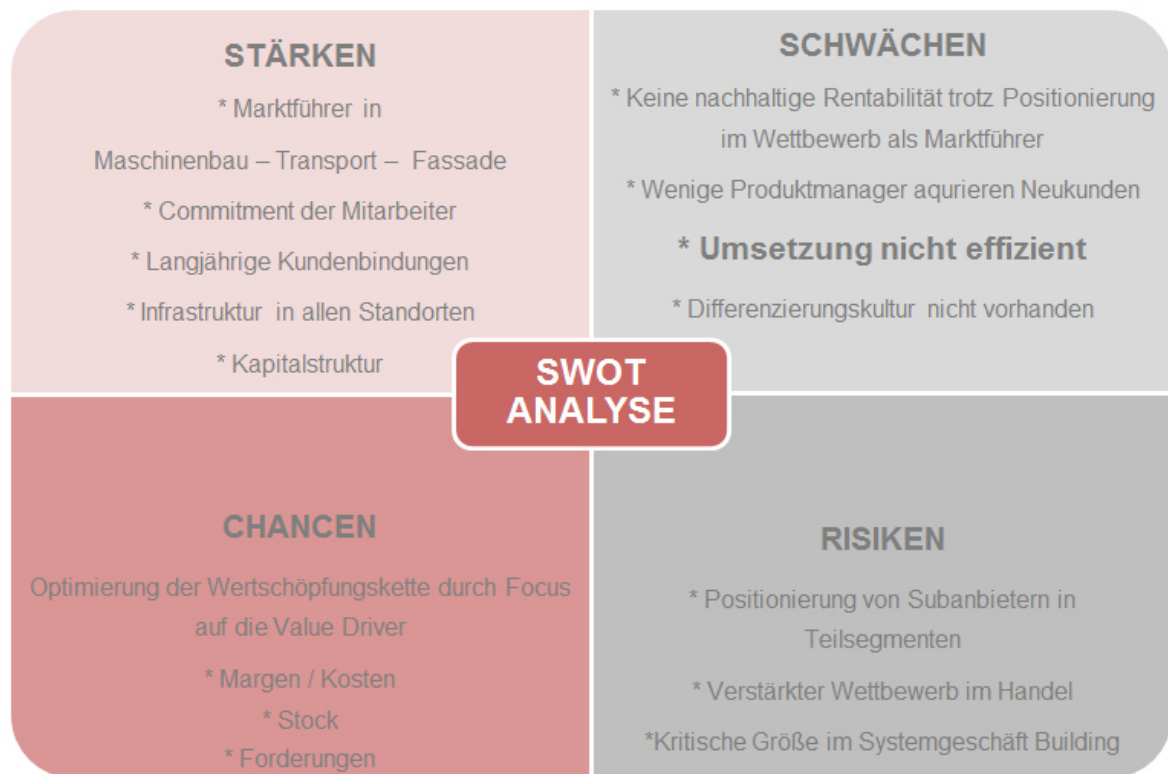 STÄRKEN
* Marktführer in
Maschinenbau – Transport – Fassade
* Commitment der Mitarbeiter
* Langjährige Kundenbindungen
* Infrastruktur in allen Standorten
* Kapitalstruktur
SCHWÄCHEN
* Keine nachhaltige Rentabilität trotz Positionierung
im Wettbewerb als Marktführer
* Wenige Produktmanager aqurieren Neukunden
* Umsetzung nicht effizient
* Differenzierungskultur nicht vorhanden
SWOT
ANALYSE
CHANCEN
Optimierung der Wertschöpfungskette durch Focus
auf die Value Driver
* Margen / Kosten
* Stock
* Forderungen
RISIKEN
* Positionierung von Subanbietern in
Teilsegmenten
* Verstärkter Wettbewerb im Handel
*Kritische Größe im Systemgeschäft Building